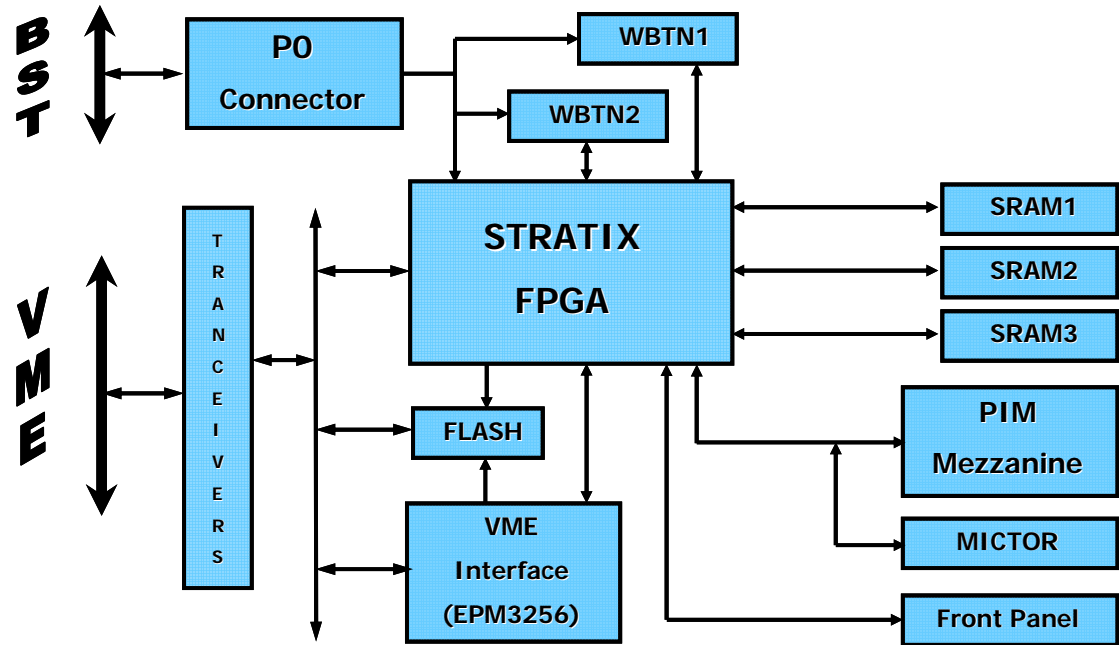 BST
P0
Connector
WBTN1
WBTN2
STRATIX
FPGA
SRAM1
SRAM2
SRAM3
VME
TRANCEIVERS
FLASH
VME
Interface
(EPM3256)
PIM
Mezzanine
MICTOR
Front Panel